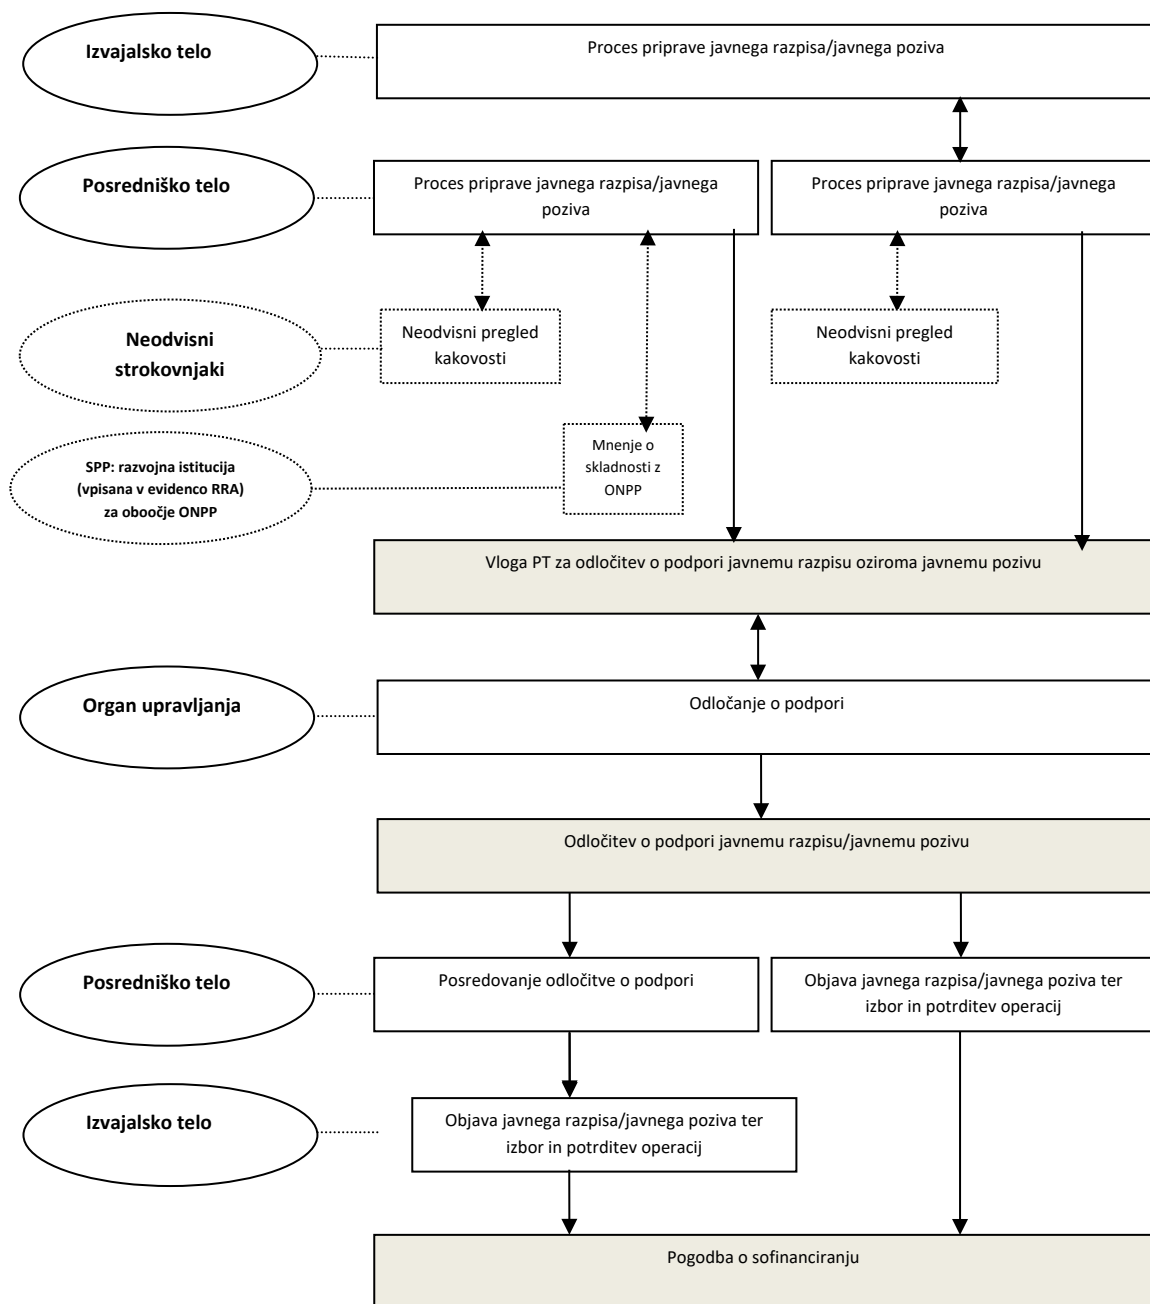 Izvajalsko telo
Proces priprave javnega razpisa/javnega poziva
Posredniško telo
Proces priprave javnega razpisa/javnega
poziva
Proces priprave javnega razpisa/javnega
poziva
Neodvisni
strokovnjaki
Neodvisni pregled
kakovosti
Neodvisni pregled
kakovosti
SPP: razvojna istitucija
(vpisana v evidenco RRA)
za oboočje ONPP
Mnenje o
skladnosti z
ONPP
Vloga PT za odločitev o podpori javnemu razpisu oziroma javnemu pozivu
Organ upravljanja
Odločanje o podpori
Odločitev o podpori javnemu razpisu/javnemu pozivu
Posredniško telo
Posredovanje odločitve o podpori
Objava javnega razpisa/javnega poziva ter
izbor in potrditev operacij
Izvajalsko telo
Objava javnega razpisa/javnega poziva ter
izbor in potrditev operacij
Pogodba o sofinanciranju